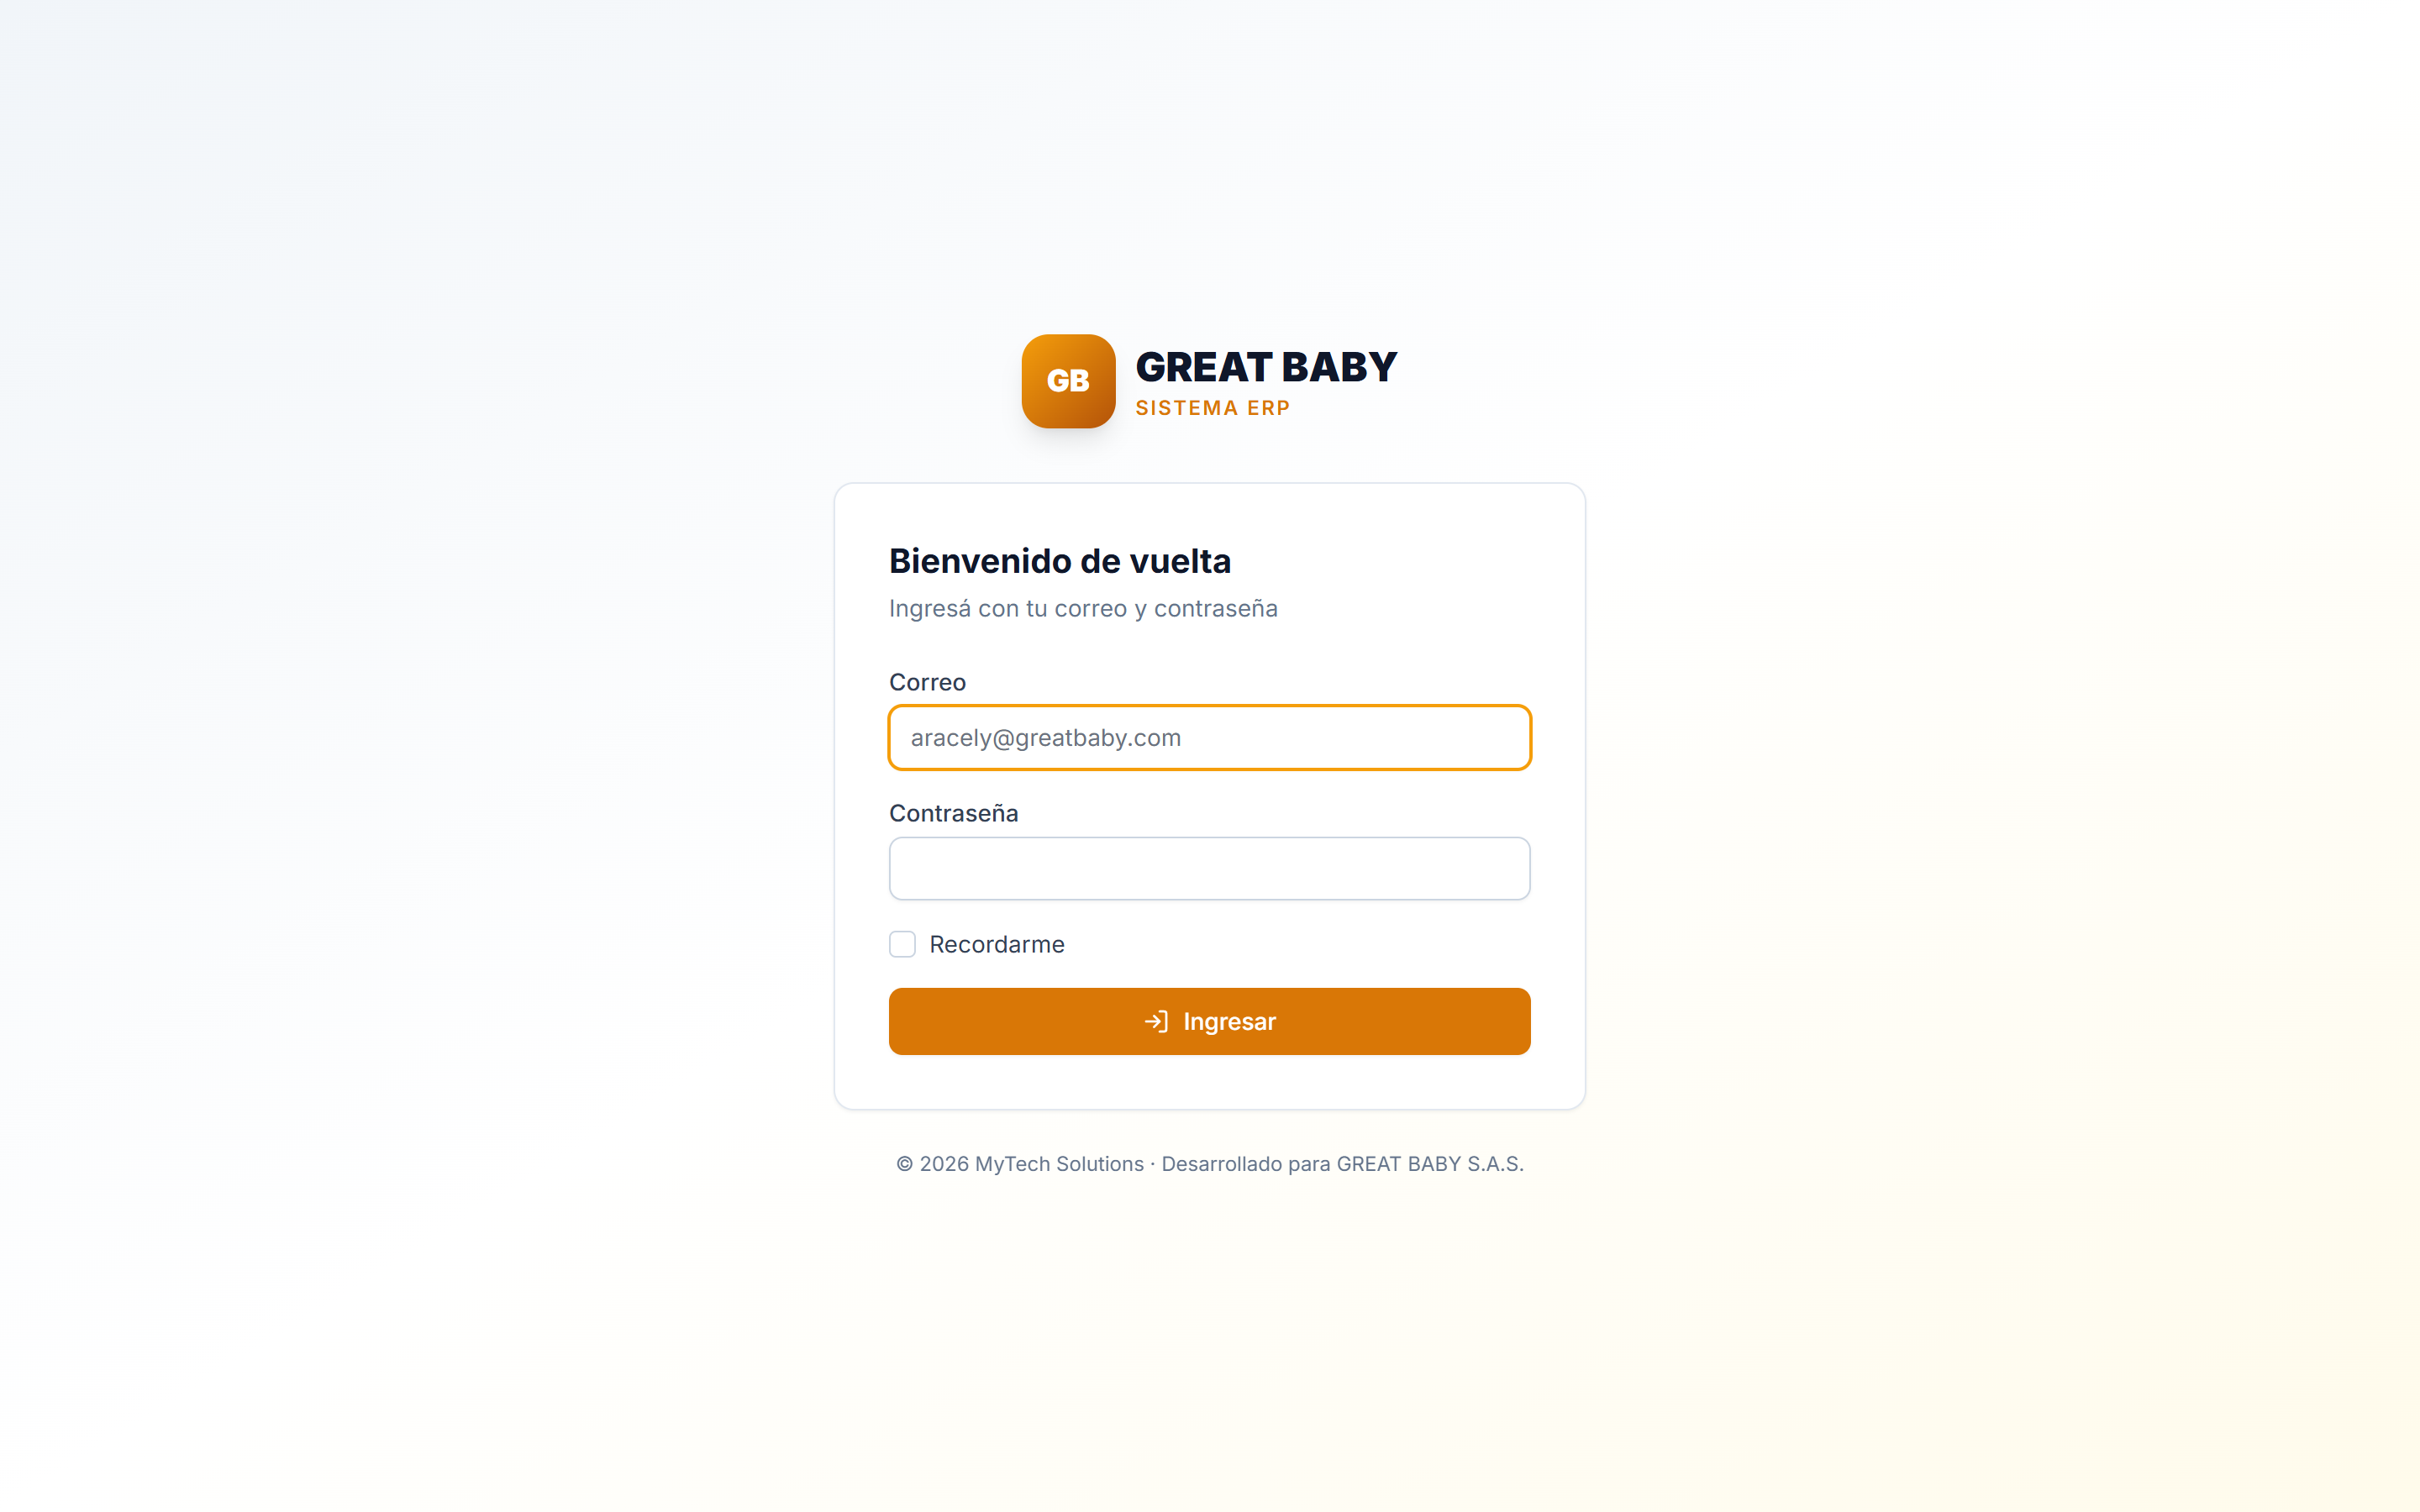 GB
GREAT BABY
SISTEMA ERP
Bienvenido de vuelta
Ingresá con tu correo y contraseña
Correo
aracely@greatbaby.com
Contraseña
Recordarme
Ingresar
© 2026 MyTech Solutions · Desarrollado para GREAT BABY S.A.S.